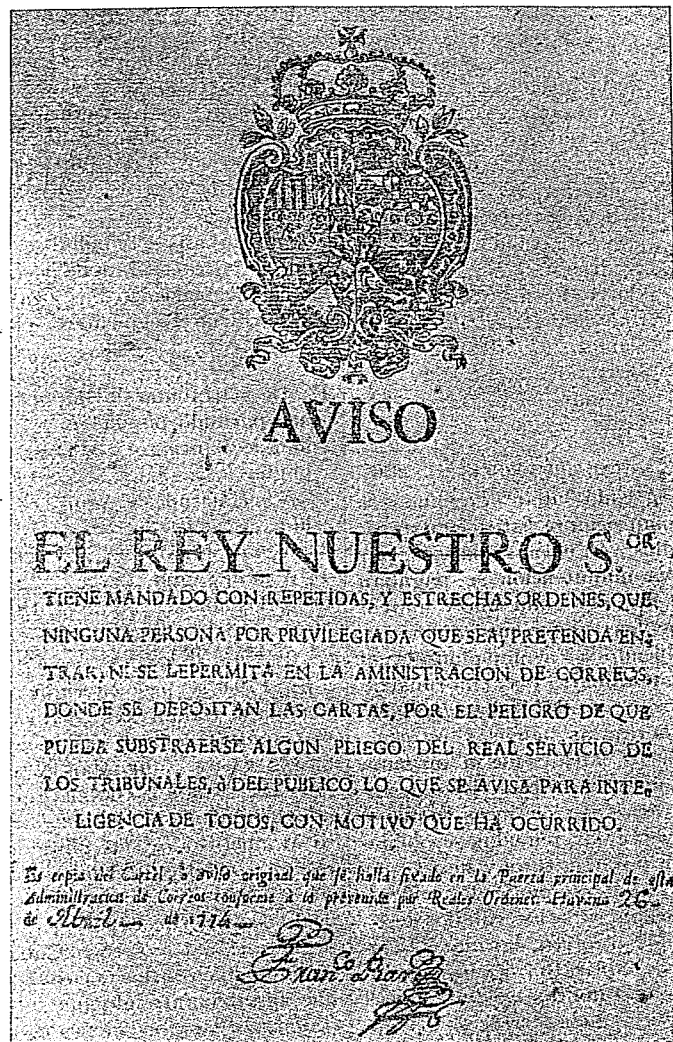 AVISO
EL REY NUESTRO S.OR
TIENE MANDADO CON REPETIDAS, Y ESTRECHAS ORDENES, QUE
NINGUNA PERSONA POR PRIVILEGIADA QUE SEA, PRETENDA EN-
TRAR, NI SE LEPERMITA EN LA AMINISTRACION DE CORREOS,
DONDE SE DEPOSITAN LAS CARTAS, POR EL PELIGRO DE QUE
PUEDA SUBSTRAERSE ALGUN PLIEGO DEL REAL SERVICIO DE
LOS TRIBUNALES, ò DEL PUBLICO, LO QUE SE AVISA PARA INTE-
LIGENCIA DE TODOS, CON MOTIVO QUE HA OCURRIDO.
Es copia del Cartel, ò aviso original que se halla fixado en la Puerta principal de esta
Administracion de Correos conforme à lo prevenido por Reales Ordenes. Havana 26
de Abril de 1774
Franco